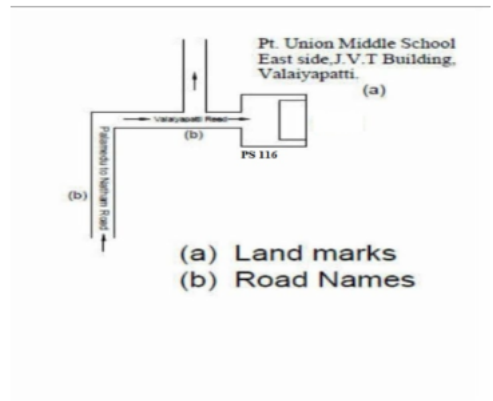 Pt. Union Middle School
East side,J.V.T Building,
Valaiyapatti.
(a)
Valaiyapatti Road
(b)
PS 116
(b)
Palamedu to Natham Road
(a) Land marks
(b) Road Names